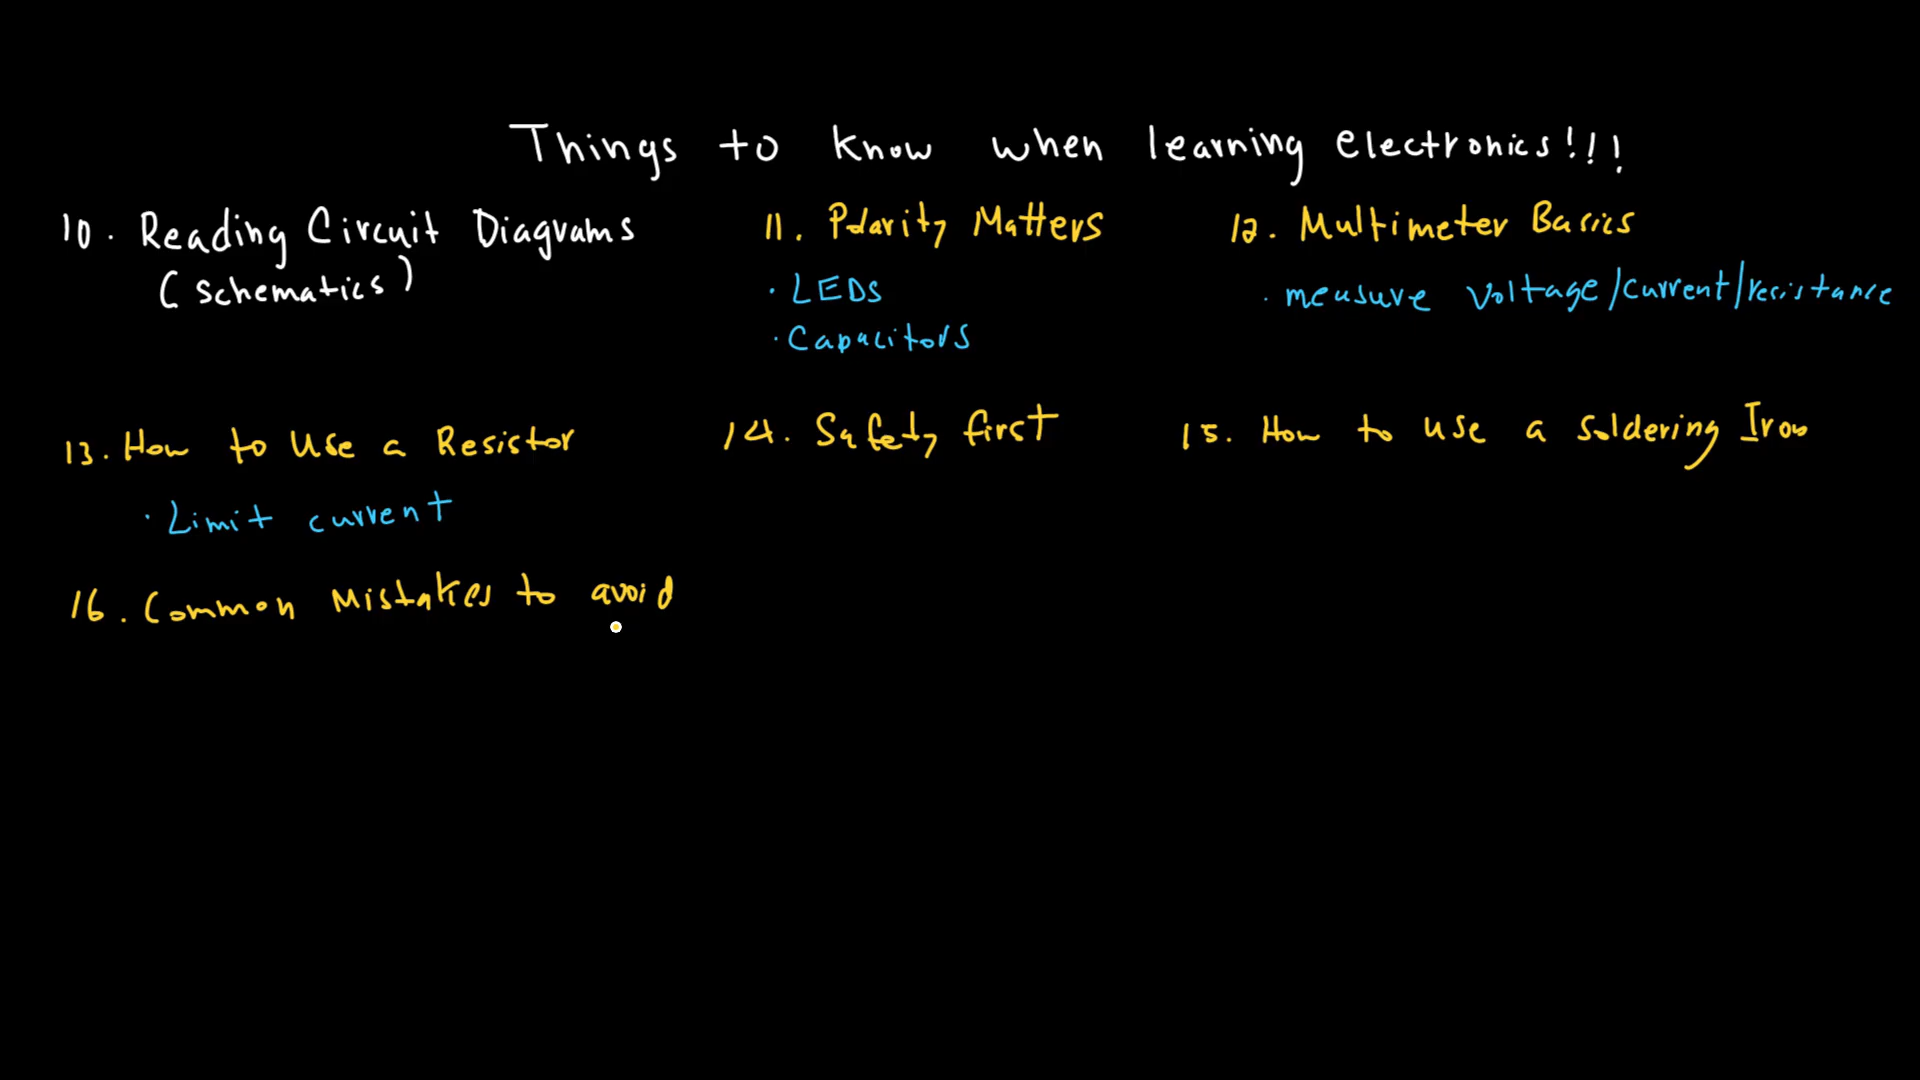 Things to know when learning electronics!!!
10. Reading Circuit Diagrams
(schematics)
11. Polarity Matters
· LEDs
· Capacitors
12. Multimeter Basics
· measure voltage/current/resistance
13. How to Use a Resistor
· Limit current
14. Safety first
15. How to use a Soldering Iron
16. Common Mistakes to avoid